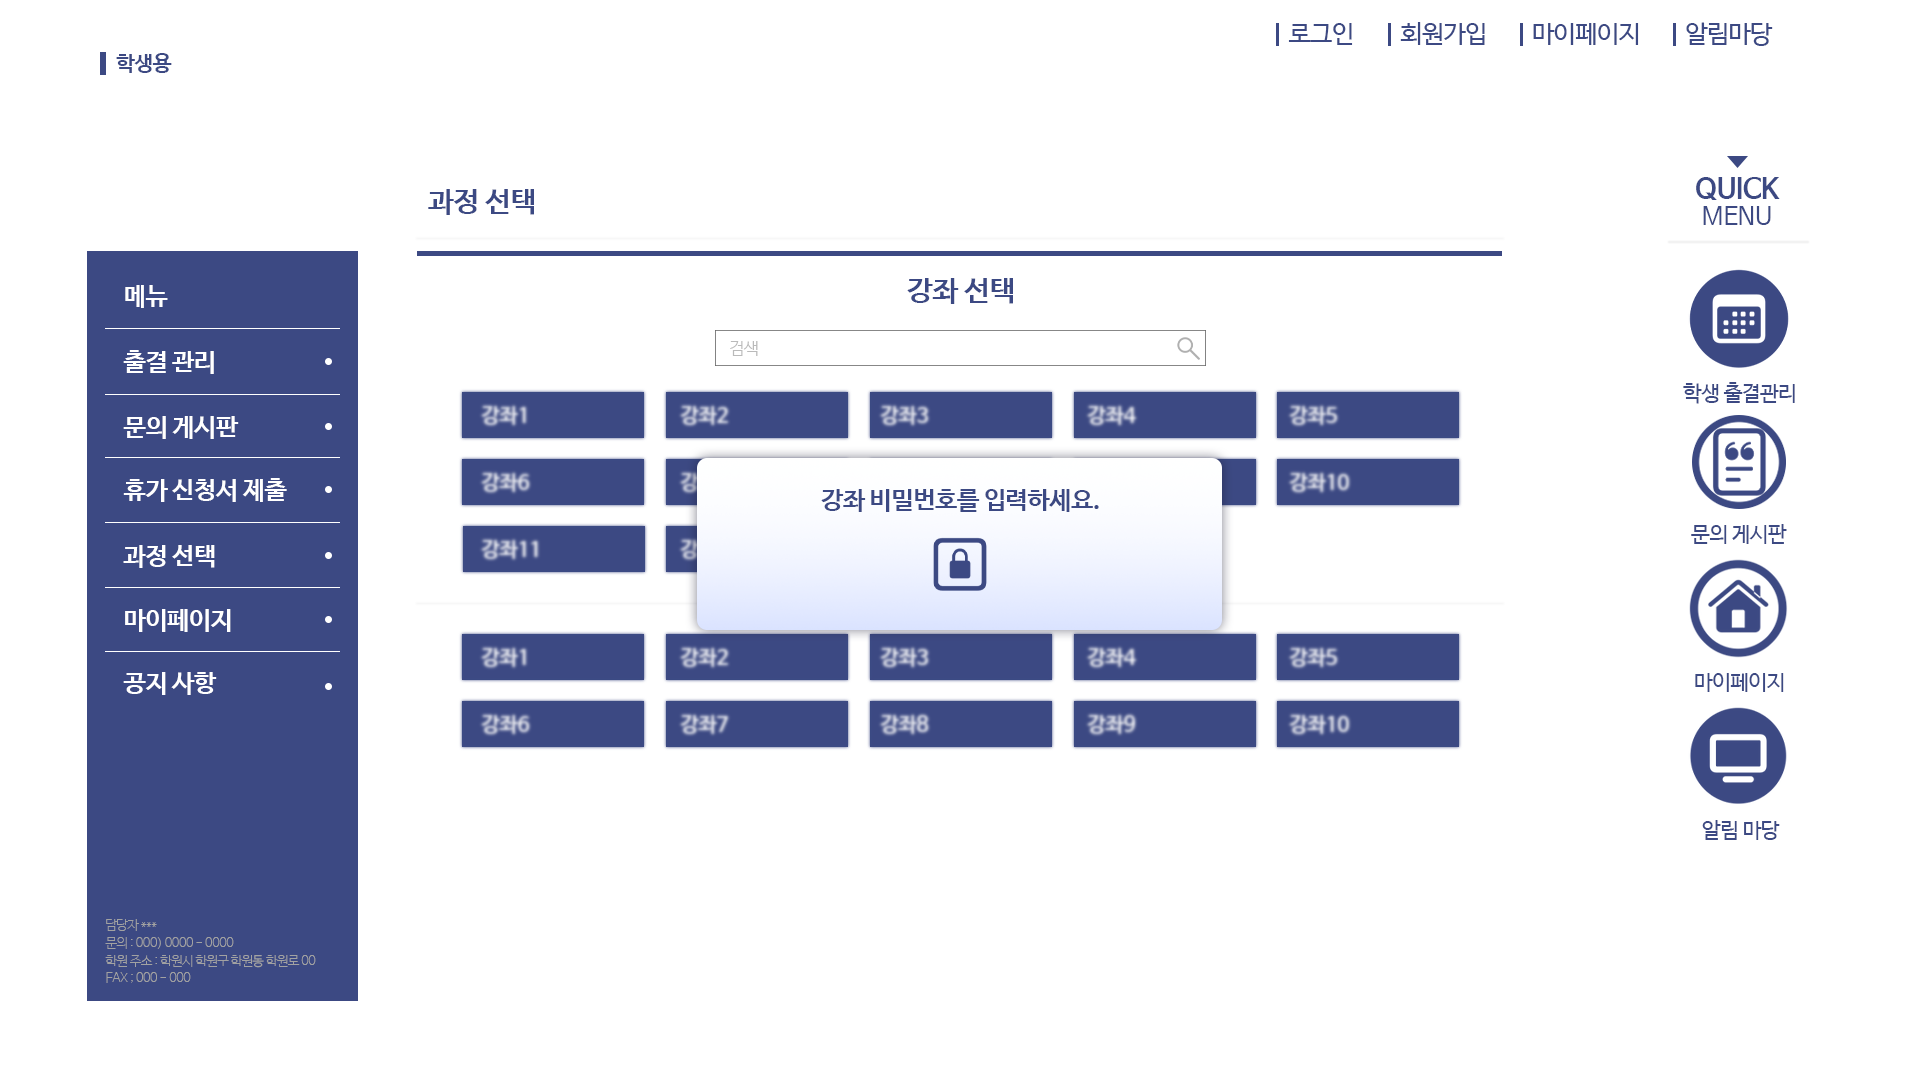 로그인 회원가입 마이페이지 알림마당
학생용
과정 선택
QUICK
MENU
메뉴
출결 관리
문의 게시판
휴가 신청서 제출
과정 선택
마이페이지
공지 사항
담당자 ***
문의 : 000) 0000 - 0000
학원 주소 : 학원시 학원구 학원동 학원로 00
FAX ; 000 - 000
강좌 선택
검색
강좌1 강좌2 강좌3 강좌4 강좌5
강좌6 강 강좌10
강좌11 강
강좌 비밀번호를 입력하세요.
강좌1 강좌2 강좌3 강좌4 강좌5
강좌6 강좌7 강좌8 강좌9 강좌10
학생 출결관리
문의 게시판
마이페이지
알림 마당